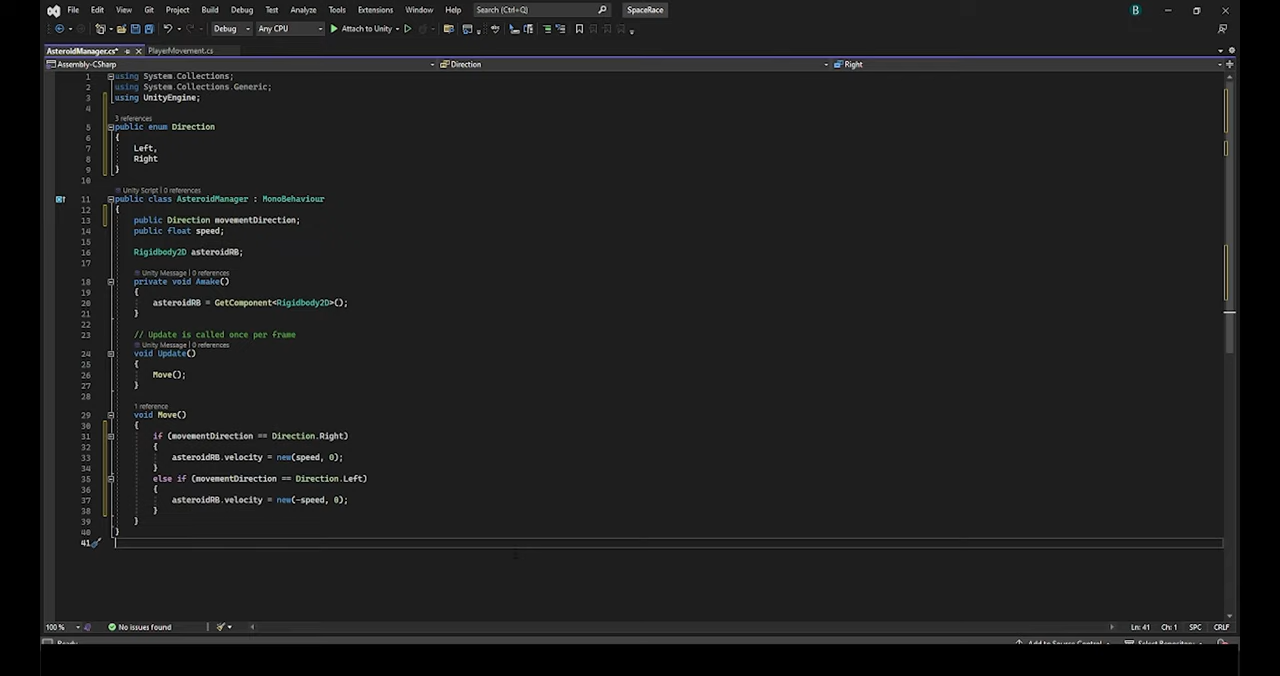 File Edit View Git Project Build Debug Test Analyze Tools Extensions Window Help Search (Ctrl+Q) SpaceRace B
Debug Any CPU Attach to Unity
AsteroidManager.cs* PlayerMovement.cs
Assembly-CSharp Direction Right
1 using System.Collections;
2 using System.Collections.Generic;
3 using UnityEngine;
4
3 references
5 public enum Direction
6 {
7 Left,
8 Right
9 }
10
Unity Script | 0 references
11 public class AsteroidManager : MonoBehaviour
12 {
13 public Direction movementDirection;
14 public float speed;
15
16 Rigidbody2D asteroidRB;
17
Unity Message | 0 references
18 private void Awake()
19 {
20 asteroidRB = GetComponent<Rigidbody2D>();
21 }
22
23 // Update is called once per frame
Unity Message | 0 references
24 void Update()
25 {
26 Move();
27 }
28
1 reference
29 void Move()
30 {
31 if (movementDirection == Direction.Right)
32 {
33 asteroidRB.velocity = new(speed, 0);
34 }
35 else if (movementDirection == Direction.Left)
36 {
37 asteroidRB.velocity = new(-speed, 0);
38 }
39 }
40 }
41
100 % No issues found Ln: 41 Ch: 1 SPC CRLF
Ready Add to Source Control Select Repository